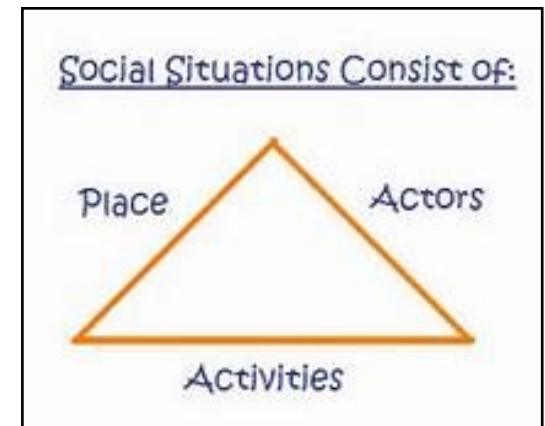 Social Situations Consist of:
Place
Actors
Activities